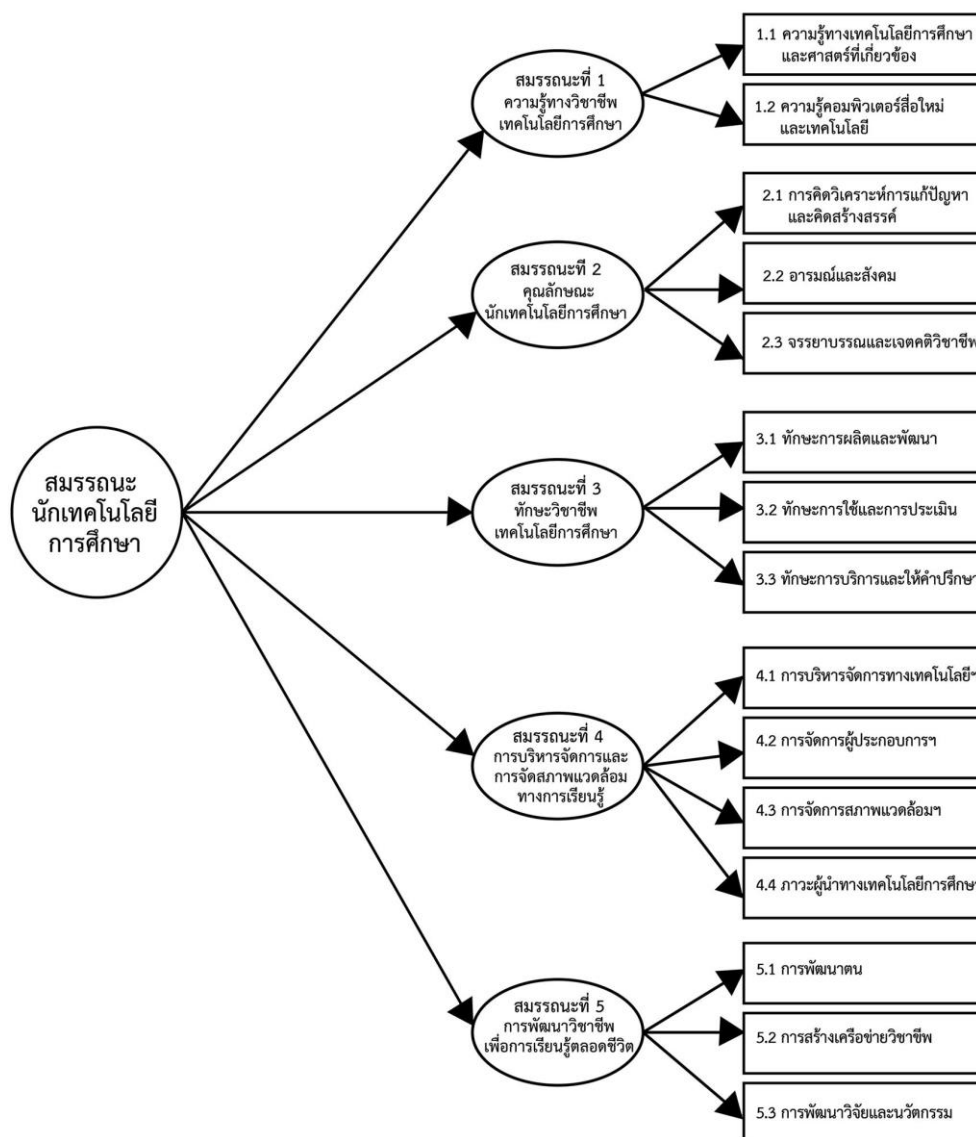 สมรรถนะ
นักเทคโนโลยี
การศึกษา
สมรรถนะที่ 1
ความรู้ทางวิชาชีพ
เทคโนโลยีการศึกษา
1.1 ความรู้ทางเทคโนโลยีการศึกษา
และศาสตร์ที่เกี่ยวข้อง
1.2 ความรู้คอมพิวเตอร์สื่อใหม่
และเทคโนโลยี
สมรรถนะที่ 2
คุณลักษณะ
นักเทคโนโลยีการศึกษา
2.1 การคิดวิเคราะห์การแก้ปัญหา
และคิดสร้างสรรค์
2.2 อารมณ์และสังคม
2.3 จรรยาบรรณและเจตคติวิชาชีพ
สมรรถนะที่ 3
ทักษะวิชาชีพ
เทคโนโลยีการศึกษา
3.1 ทักษะการผลิตและพัฒนา
3.2 ทักษะการใช้และการประเมิน
3.3 ทักษะการบริการและให้คำปรึกษา
สมรรถนะที่ 4
การบริหารจัดการและ
การจัดสภาพแวดล้อม
ทางการเรียนรู้
4.1 การบริหารจัดการทางเทคโนโลยีฯ
4.2 การจัดการผู้ประกอบการฯ
4.3 การจัดการสภาพแวดล้อมฯ
4.4 ภาวะผู้นำทางเทคโนโลยีการศึกษา
สมรรถนะที่ 5
การพัฒนาวิชาชีพ
เพื่อการเรียนรู้ตลอดชีวิต
5.1 การพัฒนาตน
5.2 การสร้างเครือข่ายวิชาชีพ
5.3 การพัฒนาวิจัยและนวัตกรรม